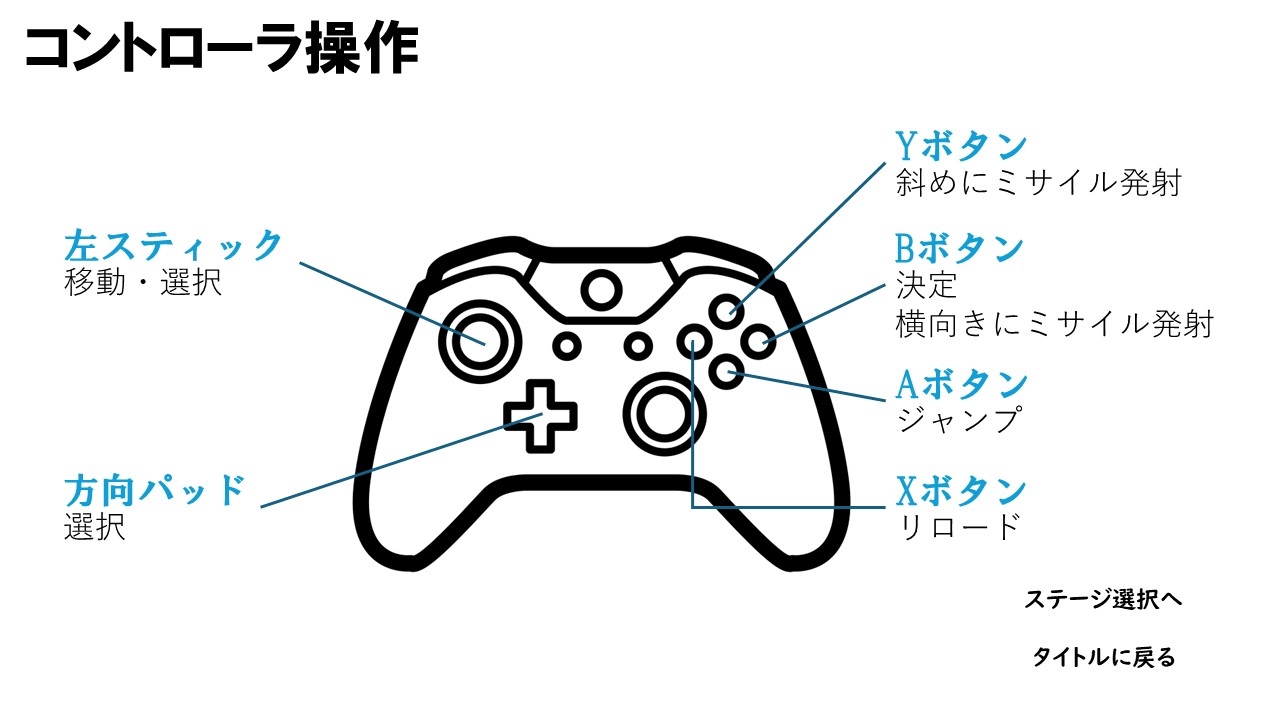 コントローラ操作
左スティック
移動・選択
方向パッド
選択
Yボタン
斜めにミサイル発射
Bボタン
決定
横向きにミサイル発射
Aボタン
ジャンプ
Xボタン
リロード
ステージ選択へ
タイトルに戻る